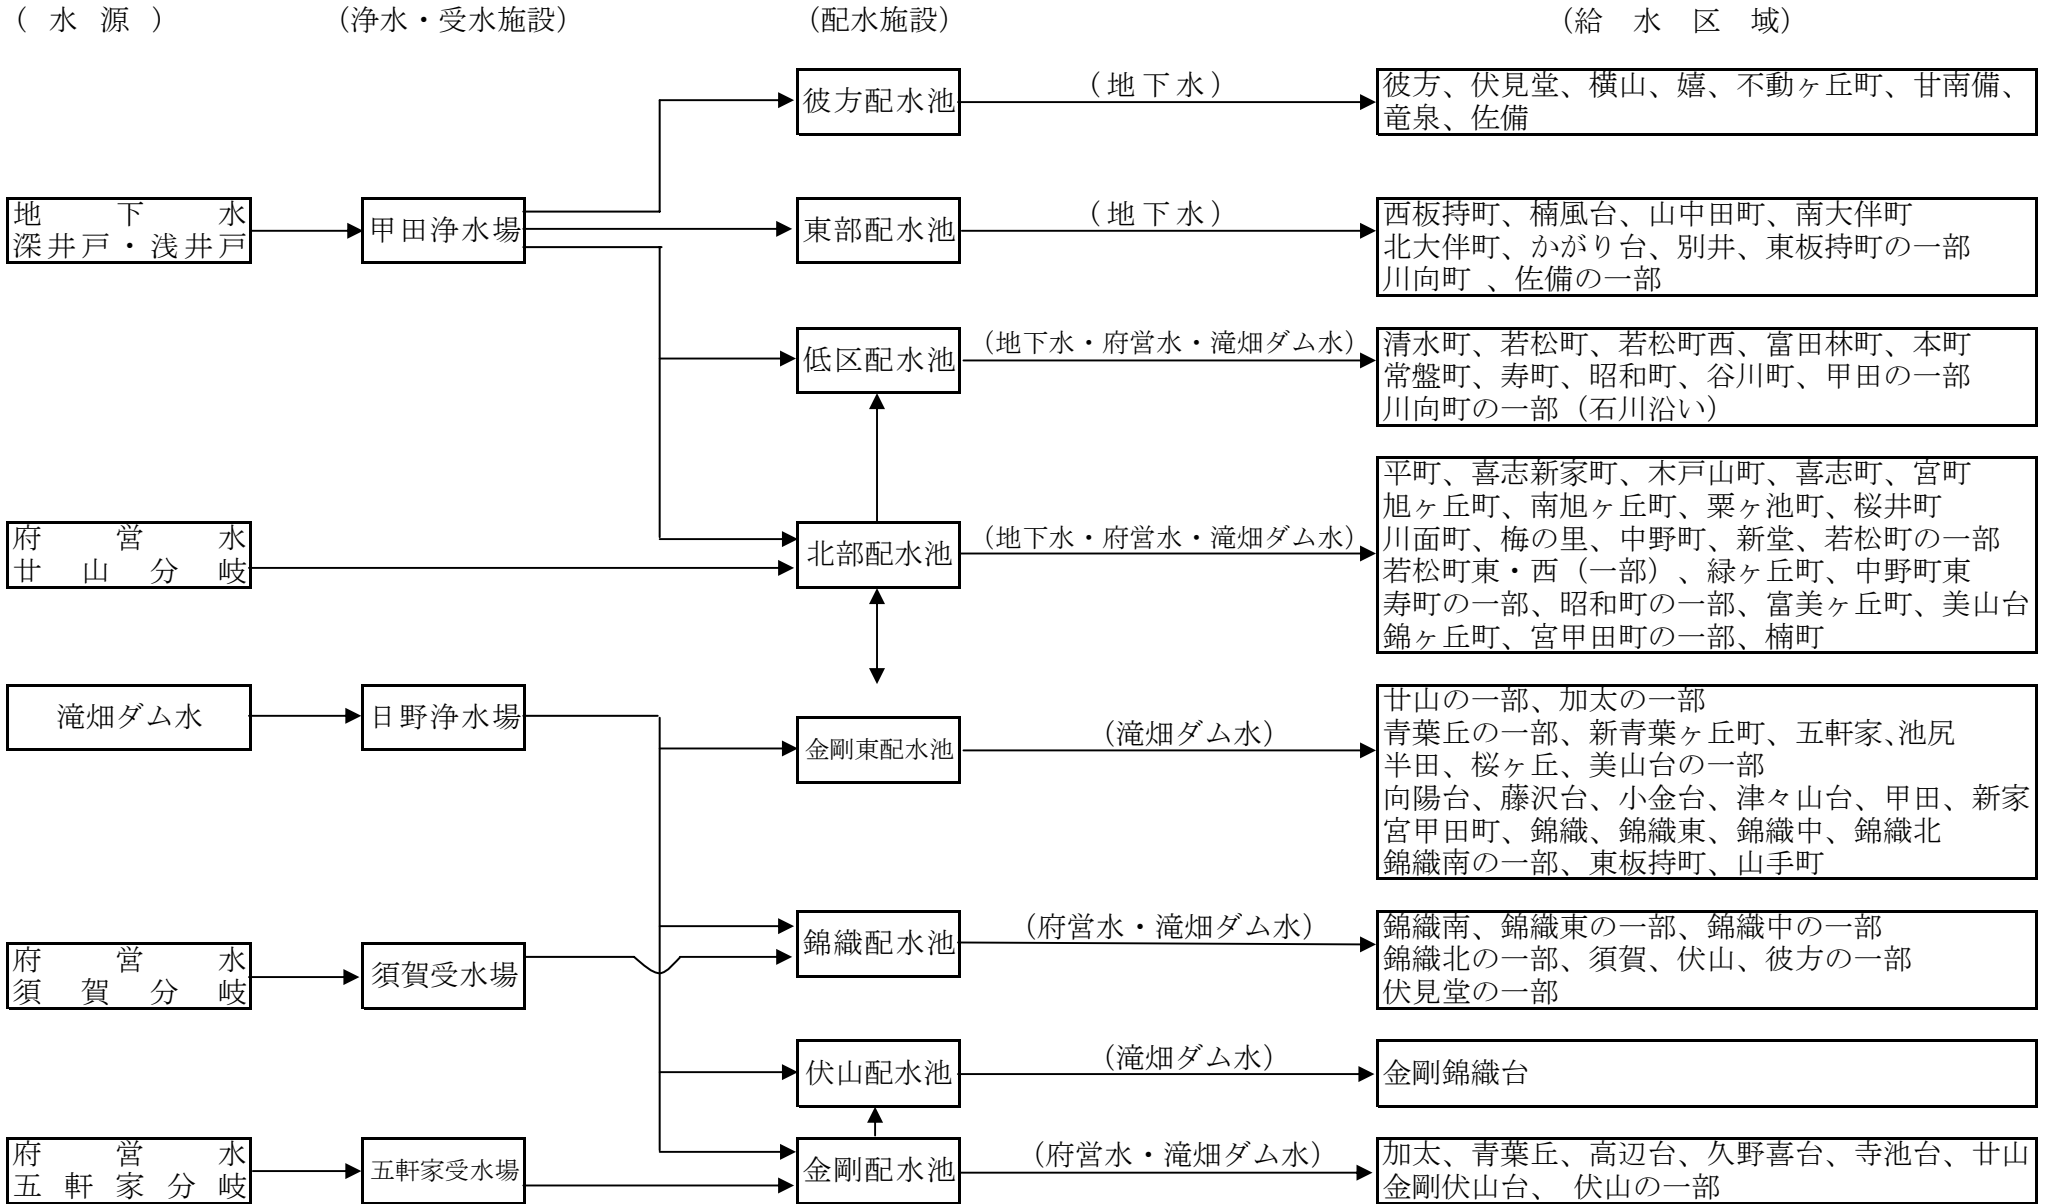 ( 水 源 )
(浄水・受水施設)
(配水施設)
(給 水 区 域)
彼方配水池
(地下水)
彼方、伏見堂、横山、嬉、不動ヶ丘町、甘南備、
竜泉、佐備
地 下 水
深井戸・浅井戸
甲田浄水場
東部配水池
(地下水)
西板持町、楠風台、山中田町、南大伴町
北大伴町、かがり台、別井、東板持町の一部
川向町 、佐備の一部
低区配水池
(地下水・府営水・滝畑ダム水)
清水町、若松町、若松町西、富田林町、本町
常盤町、寿町、昭和町、谷川町、甲田の一部
川向町の一部(石川沿い)
府 営 水
廿 山 分 岐
北部配水池
(地下水・府営水・滝畑ダム水)
平町、喜志新家町、木戸山町、喜志町、宮町
旭ヶ丘町、南旭ヶ丘町、粟ヶ池町、桜井町
川面町、梅の里、中野町、新堂、若松町の一部
若松町東・西(一部)、緑ヶ丘町、中野町東
寿町の一部、昭和町の一部、富美ヶ丘町、美山台
錦ヶ丘町、宮甲田町の一部、楠町
滝畑ダム水
日野浄水場
金剛東配水池
(滝畑ダム水)
廿山の一部、加太の一部
青葉丘の一部、新青葉ヶ丘町、五軒家、池尻
半田、桜ヶ丘、美山台の一部
向陽台、藤沢台、小金台、津々山台、甲田、新家
宮甲田町、錦織、錦織東、錦織中、錦織北
錦織南の一部、東板持町、山手町
府 営 水
須 賀 分 岐
須賀受水場
錦織配水池
(府営水・滝畑ダム水)
錦織南、錦織東の一部、錦織中の一部
錦織北の一部、須賀、伏山、彼方の一部
伏見堂の一部
伏山配水池
(滝畑ダム水)
金剛錦織台
府 営 水
五 軒 家 分 岐
五軒家受水場
金剛配水池
(府営水・滝畑ダム水)
加太、青葉丘、高辺台、久野喜台、寺池台、廿山
金剛伏山台、 伏山の一部